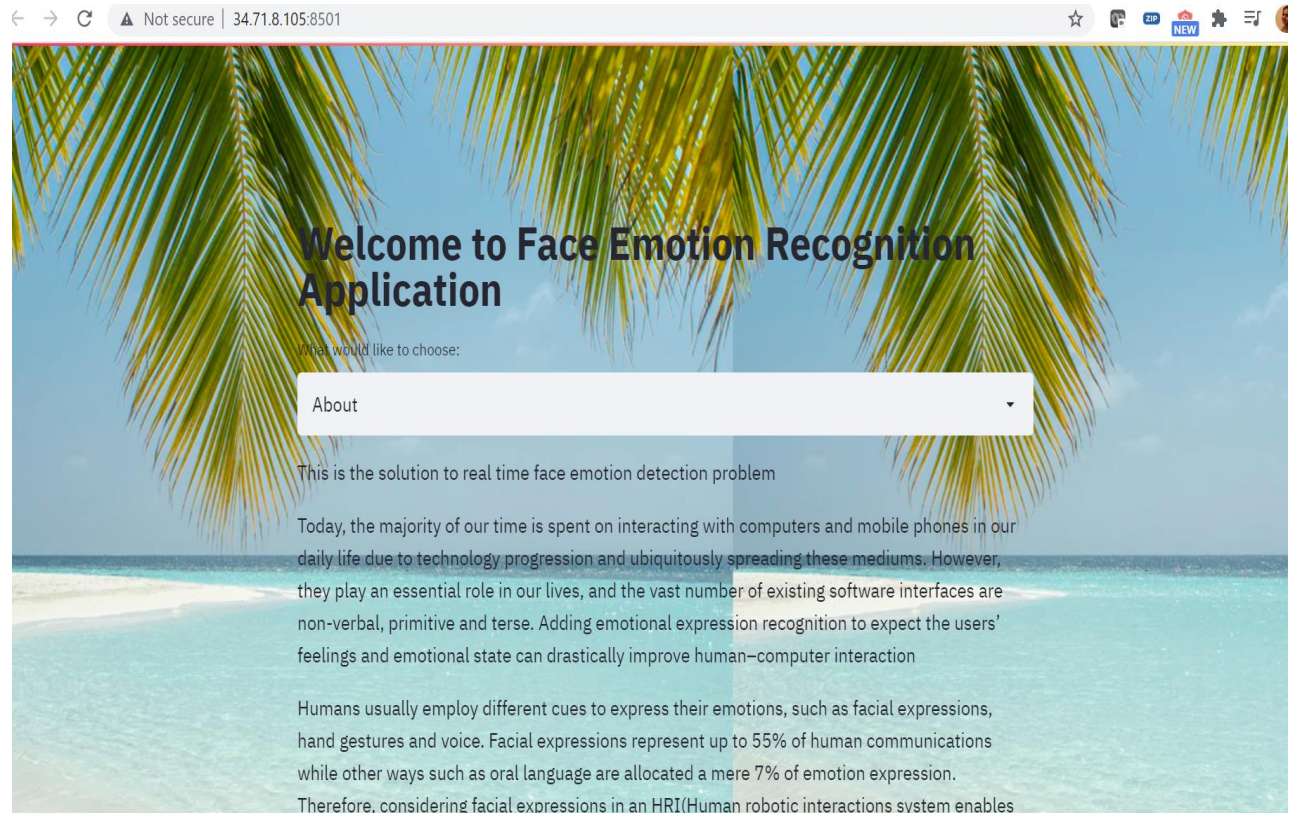 Not secure | 34.71.8.105:8501
ZIP
NEW
Welcome to Face Emotion Recognition
Application
What would like to choose:
About
This is the solution to real time face emotion detection problem
Today, the majority of our time is spent on interacting with computers and mobile phones in our
daily life due to technology progression and ubiquitously spreading these mediums. However,
they play an essential role in our lives, and the vast number of existing software interfaces are
non-verbal, primitive and terse. Adding emotional expression recognition to expect the users’
feelings and emotional state can drastically improve human–computer interaction
Humans usually employ different cues to express their emotions, such as facial expressions,
hand gestures and voice. Facial expressions represent up to 55% of human communications
while other ways such as oral language are allocated a mere 7% of emotion expression.
Therefore, considering facial expressions in an HRI(Human robotic interactions system enables